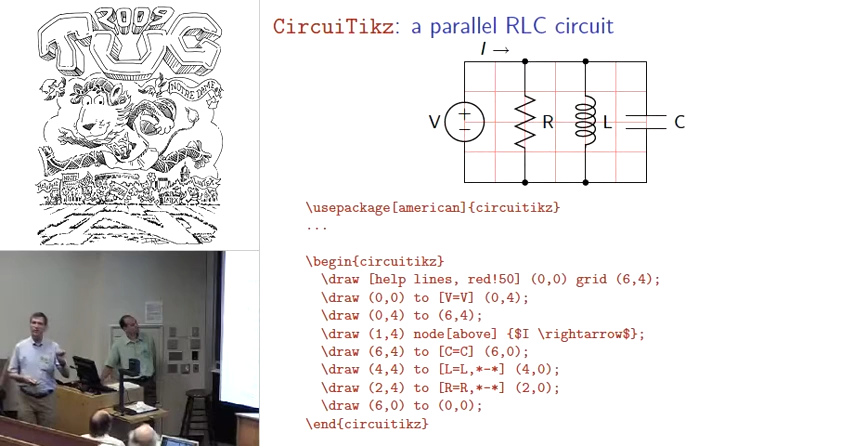 2009
TUG
NOTRE DAME
CircuiTikz: a parallel RLC circuit
I →
V
+
−
R
L
C
\usepackage[american]{circuitikz}
...
\begin{circuitikz}
\draw [help lines, red!50] (0,0) grid (6,4);
\draw (0,0) to [V=V] (0,4);
\draw (0,4) to (6,4);
\draw (1,4) node[above] {$I \rightarrow$};
\draw (6,4) to [C=C] (6,0);
\draw (4,4) to [L=L,*-*] (4,0);
\draw (2,4) to [R=R,*-*] (2,0);
\draw (6,0) to (0,0);
\end{circuitikz}